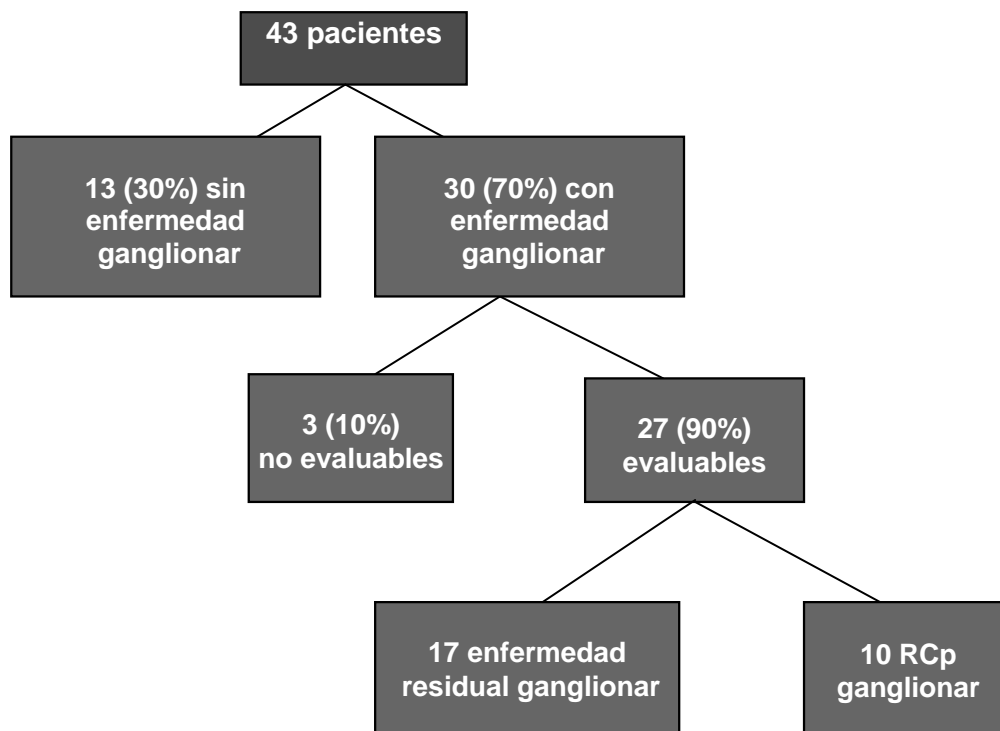 43 pacientes
13 (30%) sin
enfermedad
ganglionar
30 (70%) con
enfermedad
ganglionar
3 (10%)
no evaluables
27 (90%)
evaluables
17 enfermedad
residual ganglionar
10 RCp
ganglionar